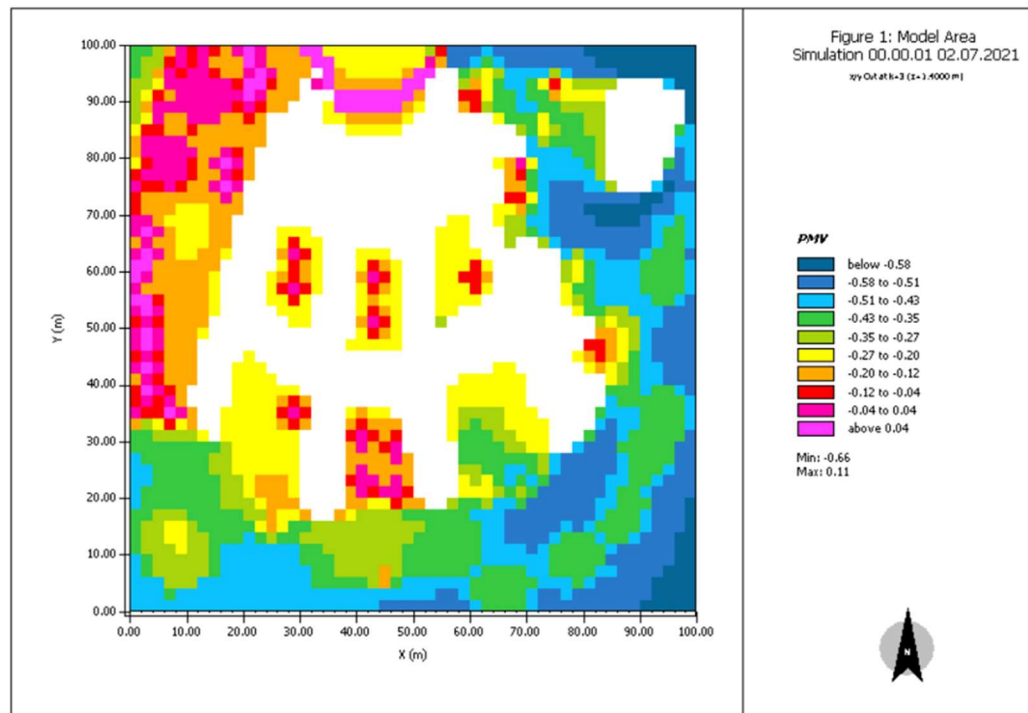 Figure 1: Model Area
Simulation 00.00.01 02.07.2021
x/y Cut at k=3 (z=1.4000 m)
100.00
90.00
80.00
70.00
60.00
50.00
40.00
30.00
20.00
10.00
0.00
Y (m)
0.00 10.00 20.00 30.00 40.00 50.00 60.00 70.00 80.00 90.00 100.00
X (m)
PMV
below -0.58
-0.58 to -0.51
-0.51 to -0.43
-0.43 to -0.35
-0.35 to -0.27
-0.27 to -0.20
-0.20 to -0.12
-0.12 to -0.04
-0.04 to 0.04
above 0.04
Min: -0.66
Max: 0.11
N